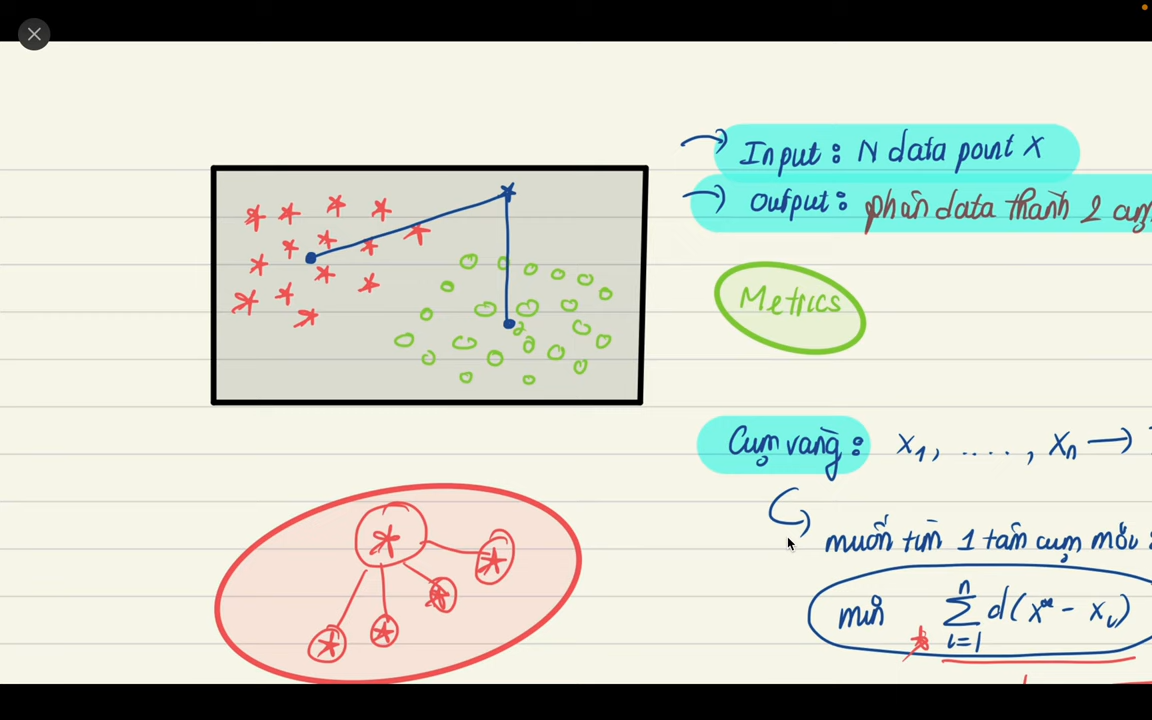 Input: N data point X
Output: phân data thành 2 cụm
Metrics
Cụm vàng: x1, ...., xn →
muốn tìm 1 tâm cụm mới:
min Σ i=1 n d(x* - xi)